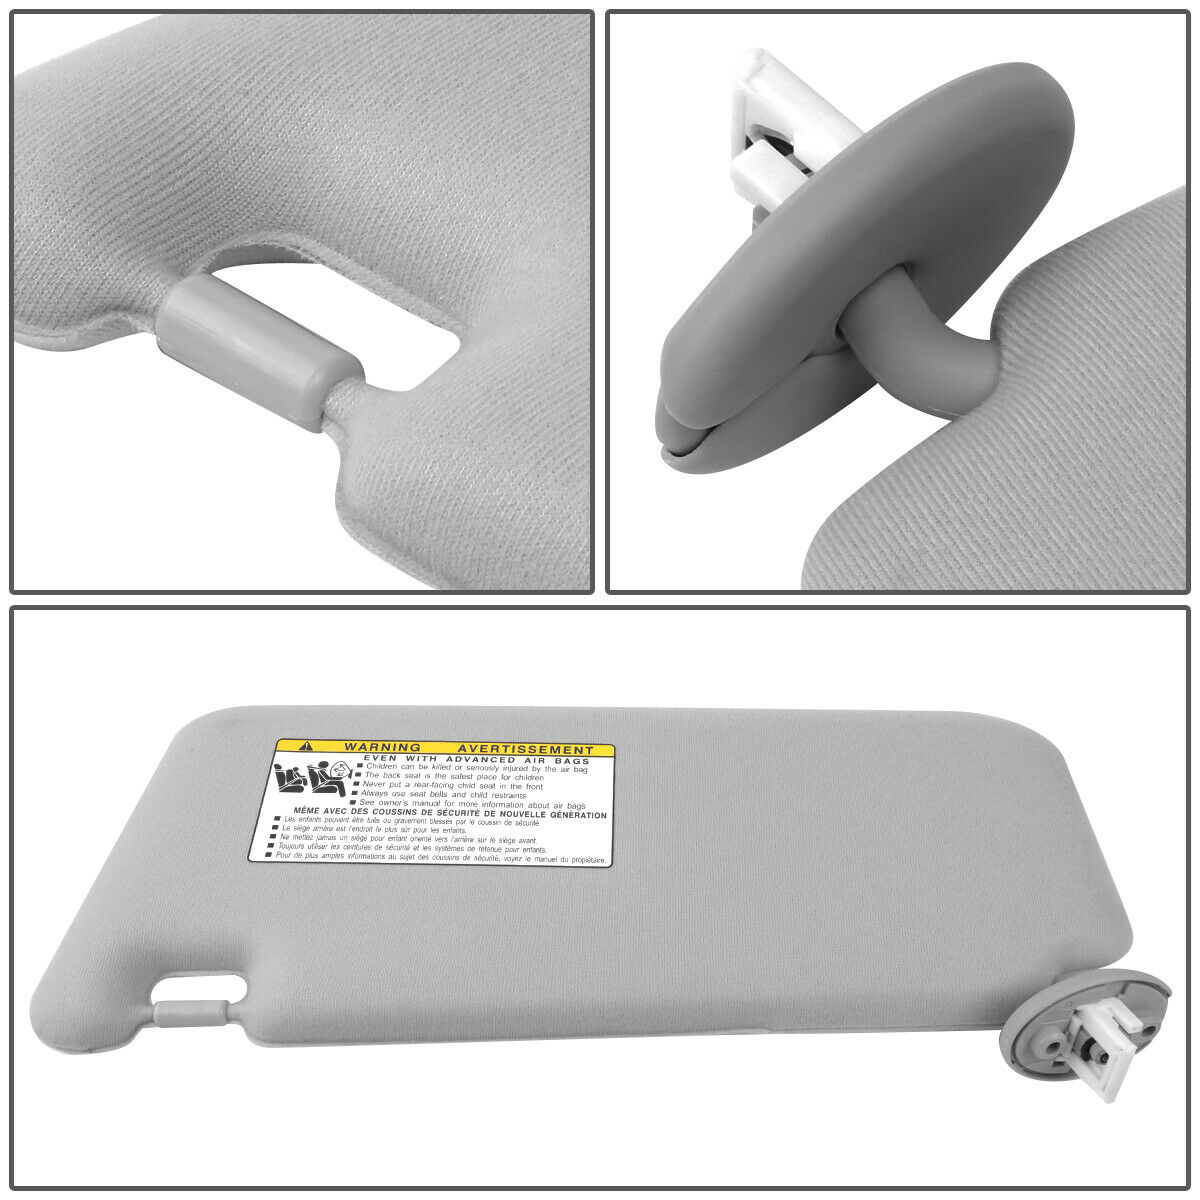 WARNING AVERTISSEMENT
EVEN WITH ADVANCED AIR BAGS
Children can be killed or seriously injured by the air bag
The back seat is the safest place for children
Never put a rear-facing child seat in the front
Always use seat belts and child restraints
See owner's manual for more information about air bags
MÊME AVEC DES COUSSINS DE SÉCURITÉ DE NOUVELLE GÉNÉRATION
Les enfants peuvent être tués ou gravement blessés par le coussin de sécurité.
Le siège arrière est l'endroit le plus sûr pour les enfants.
Ne mettez jamais un siège pour enfant orienté vers l'arrière sur le siège avant.
Toujours utiliser les ceintures de sécurité et les systèmes de retenue pour enfants.
Pour de plus amples informations au sujet des coussins de sécurité, voyez le manuel du propiétaire.